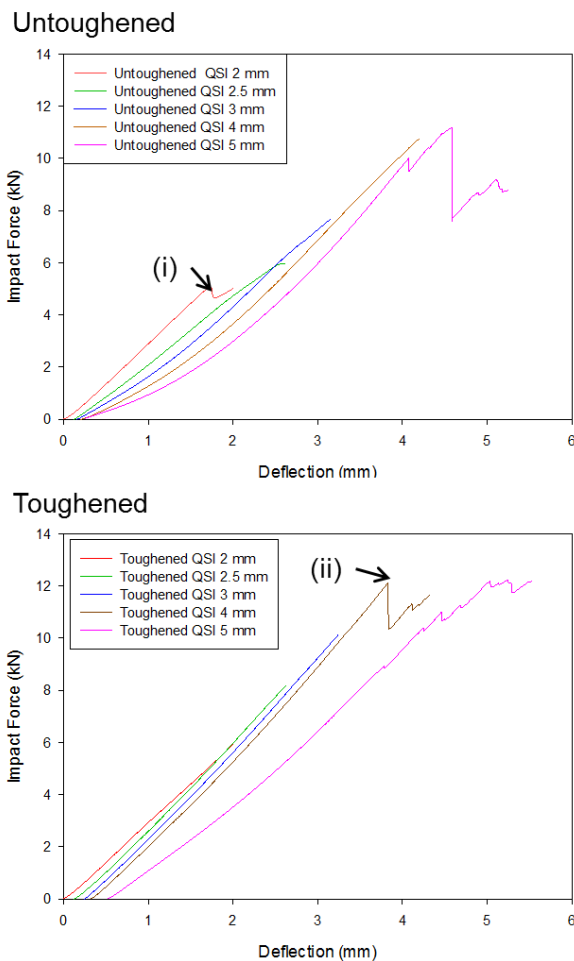 Untoughened
14
12
10
8
6
4
2
0
Impact Force (kN)
Untoughened  QSI 2 mm
Untoughened QSI 2.5 mm
Untoughened QSI 3 mm
Untoughened QSI 4 mm
Untoughened QSI 5 mm
(i)
0 1 2 3 4 5 6
Deflection (mm)
Toughened
14
12
10
8
6
4
2
0
Impact Force (kN)
Toughened QSI 2 mm
Toughened QSI 2.5 mm
Toughened QSI 3 mm
Toughened QSI 4 mm
Toughened QSI 5 mm
(ii)
0 1 2 3 4 5 6
Deflection (mm)